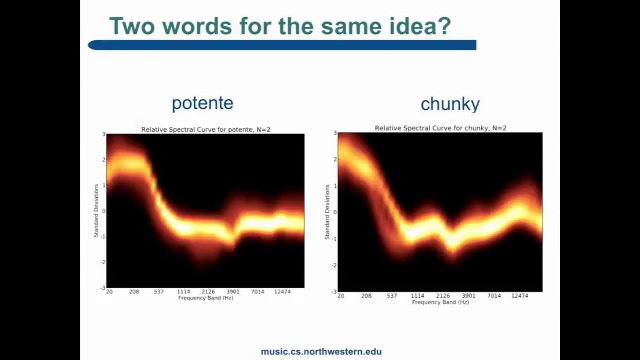 Two words for the same idea?
potente
chunky
Relative Spectral Curve for potente, N=2
Standard Deviations
3
2
1
0
-1
-2
-3
20 208 537 1114 2126 3901 7014 12474
Frequency Band (Hz)
Relative Spectral Curve for chunky, N=2
Standard Deviations
3
2
1
0
-1
-2
-3
20 208 537 1114 2126 3901 7014 12474
Frequency Band (Hz)
music.cs.northwestern.edu